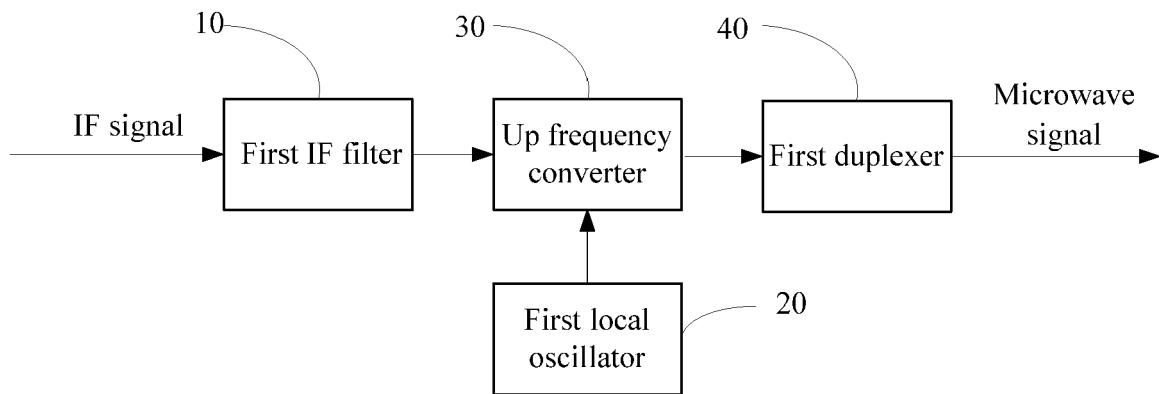 10
30
40
IF signal
First IF filter
Up frequency
converter
First duplexer
Microwave
signal
First local
oscillator
20